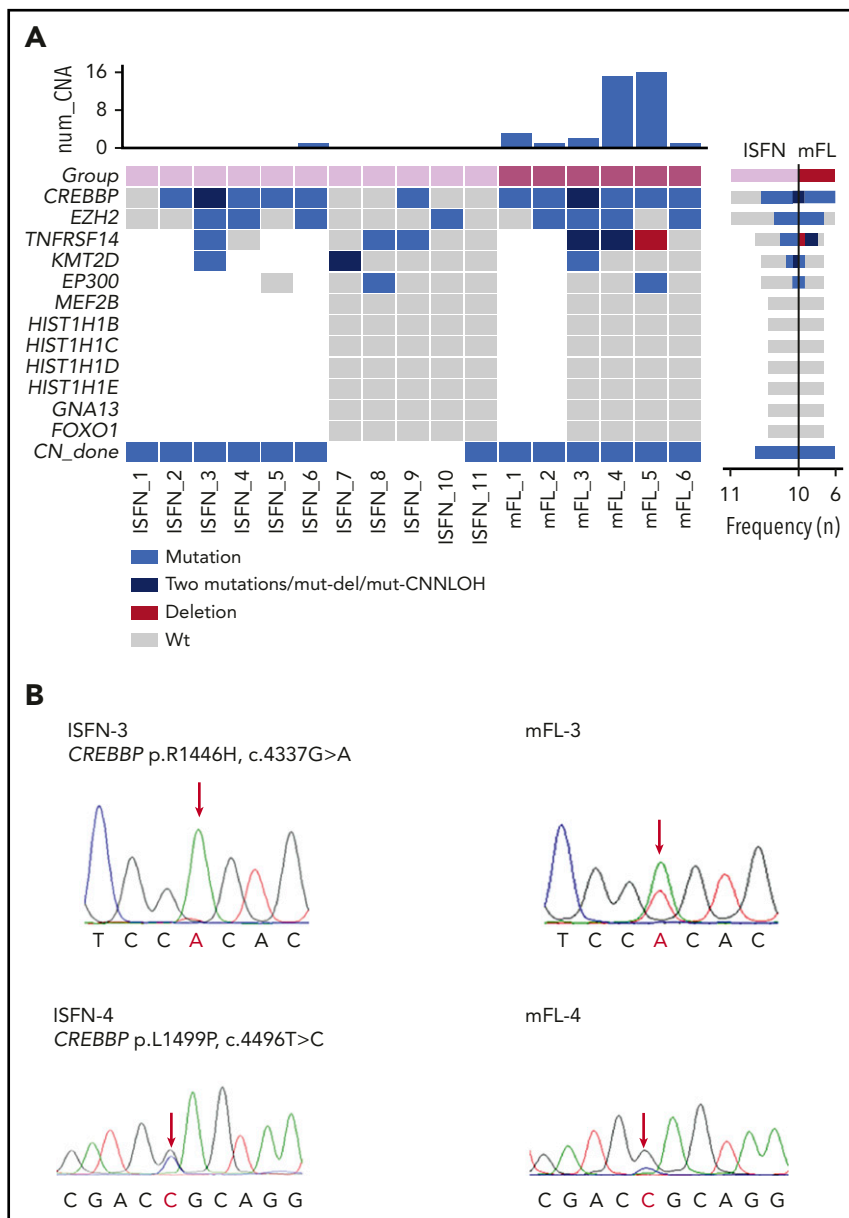 A
num_CNA
16
8
0
ISFN mFL
Group
CREBBP
EZH2
TNFRSF14
KMT2D
EP300
MEF2B
HIST1H1B
HIST1H1C
HIST1H1D
HIST1H1E
GNA13
FOXO1
CN_done
ISFN_1
ISFN_2
ISFN_3
ISFN_4
ISFN_5
ISFN_6
ISFN_7
ISFN_8
ISFN_9
ISFN_10
ISFN_11
mFL_1
mFL_2
mFL_3
mFL_4
mFL_5
mFL_6
11 10 6
Frequency (n)
Mutation
Two mutations/mut-del/mut-CNNLOH
Deletion
Wt
B
ISFN-3
CREBBP p.R1446H, c.4337G>A
T C C A C A C
mFL-3
T C C A C A C
ISFN-4
CREBBP p.L1499P, c.4496T>C
C G A C C G C A G G
mFL-4
C G A C C G C A G G